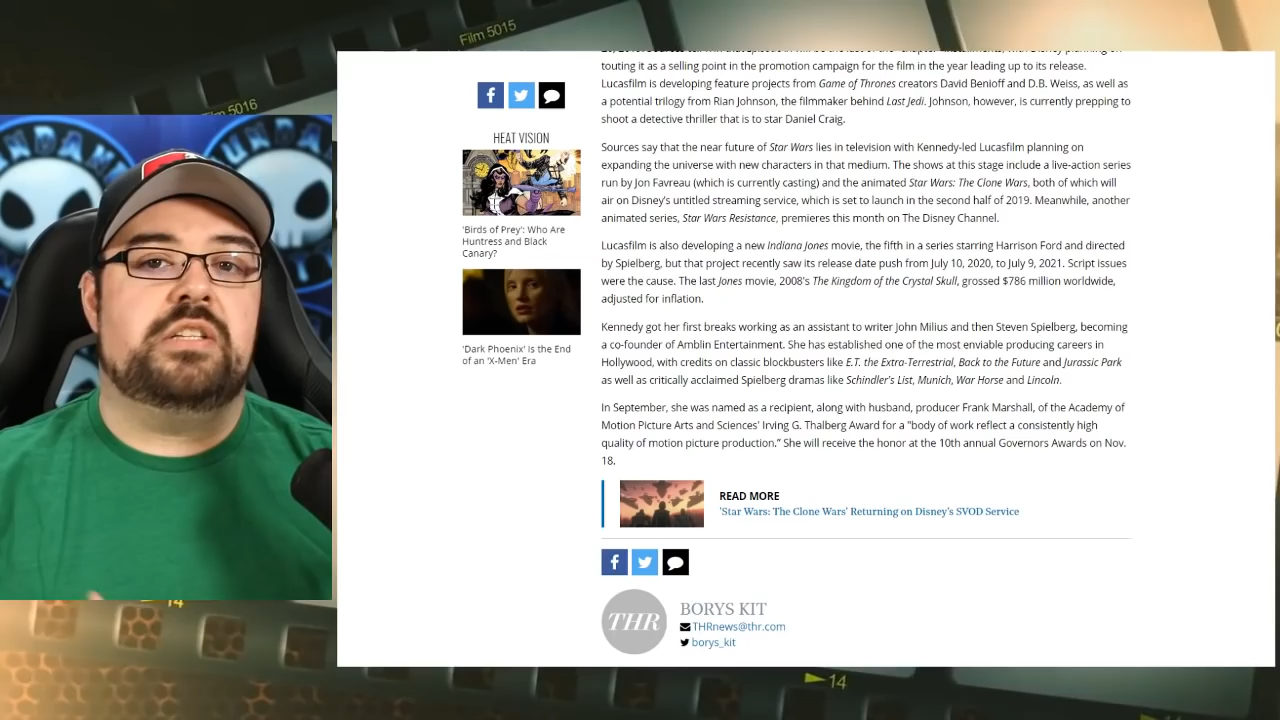 Film 5015
Film 5016
UNDAN
UNDA
HEAT VISION
'Birds of Prey': Who Are
Huntress and Black
Canary?
'Dark Phoenix' Is the End
of an 'X-Men' Era
touting it as a selling point in the promotion campaign for the film in the year leading up to its release.
Lucasfilm is developing feature projects from Game of Thrones creators David Benioff and D.B. Weiss, as well as
a potential trilogy from Rian Johnson, the filmmaker behind Last Jedi. Johnson, however, is currently prepping to
shoot a detective thriller that is to star Daniel Craig.
Sources say that the near future of Star Wars lies in television with Kennedy-led Lucasfilm planning on
expanding the universe with new characters in that medium. The shows at this stage include a live-action series
run by Jon Favreau (which is currently casting) and the animated Star Wars: The Clone Wars, both of which will
air on Disney's untitled streaming service, which is set to launch in the second half of 2019. Meanwhile, another
animated series, Star Wars Resistance, premieres this month on The Disney Channel.
Lucasfilm is also developing a new Indiana Jones movie, the fifth in a series starring Harrison Ford and directed
by Spielberg, but that project recently saw its release date push from July 10, 2020, to July 9, 2021. Script issues
were the cause. The last Jones movie, 2008's The Kingdom of the Crystal Skull, grossed $786 million worldwide,
adjusted for inflation.
Kennedy got her first breaks working as an assistant to writer John Milius and then Steven Spielberg, becoming
a co-founder of Amblin Entertainment. She has established one of the most enviable producing careers in
Hollywood, with credits on classic blockbusters like E.T. the Extra-Terrestrial, Back to the Future and Jurassic Park
as well as critically acclaimed Spielberg dramas like Schindler's List, Munich, War Horse and Lincoln.
In September, she was named as a recipient, along with husband, producer Frank Marshall, of the Academy of
Motion Picture Arts and Sciences' Irving G. Thalberg Award for a "body of work reflect a consistently high
quality of motion picture production." She will receive the honor at the 10th annual Governors Awards on Nov.
18.
READ MORE
'Star Wars: The Clone Wars' Returning on Disney's SVOD Service
THR
BORYS KIT
THRnews@thr.com
borys_kit
14
14